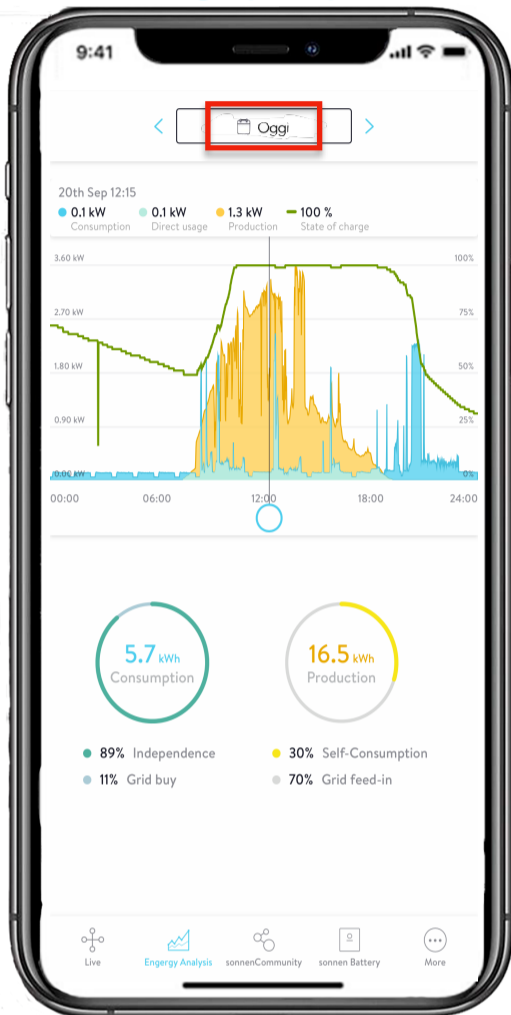 9:41
Oggi
20th Sep 12:15
0.1 kW 0.1 kW 1.3 kW 100 %
Consumption Direct usage Production State of charge
3.60 kW 100%
2.70 kW 75%
1.80 kW 50%
0.90 kW 25%
0.00 kW 0%
00:00 06:00 12:00 18:00 24:00
5.7 kWh 16.5 kWh
Consumption Production
89% Independence 30% Self-Consumption
11% Grid buy 70% Grid feed-in
Live Engergy Analysis sonnenCommunity sonnen Battery More